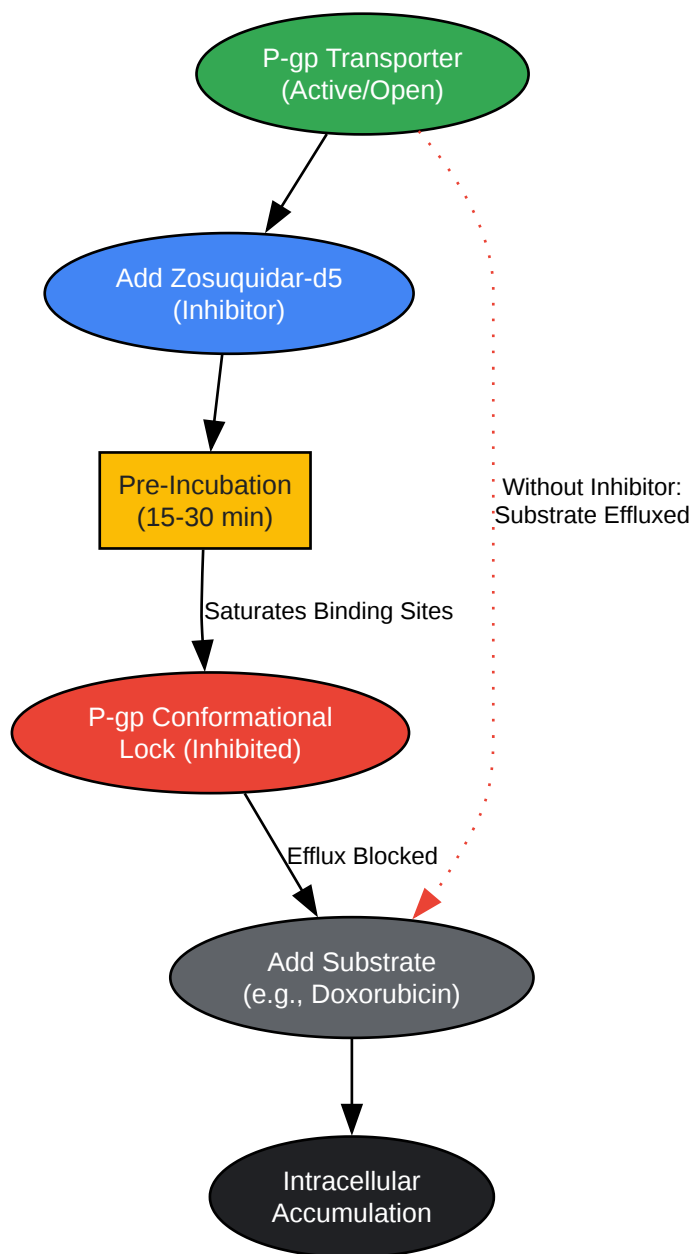 P-gp Transporter
(Active/Open)
Add Zosuquidar-d5
(Inhibitor)
Pre-Incubation
(15-30 min)
Without Inhibitor:
Substrate Effluxed
Saturates Binding Sites
P-gp Conformational
Lock (Inhibited)
Efflux Blocked
Add Substrate
(e.g., Doxorubicin)
Intracellular
Accumulation